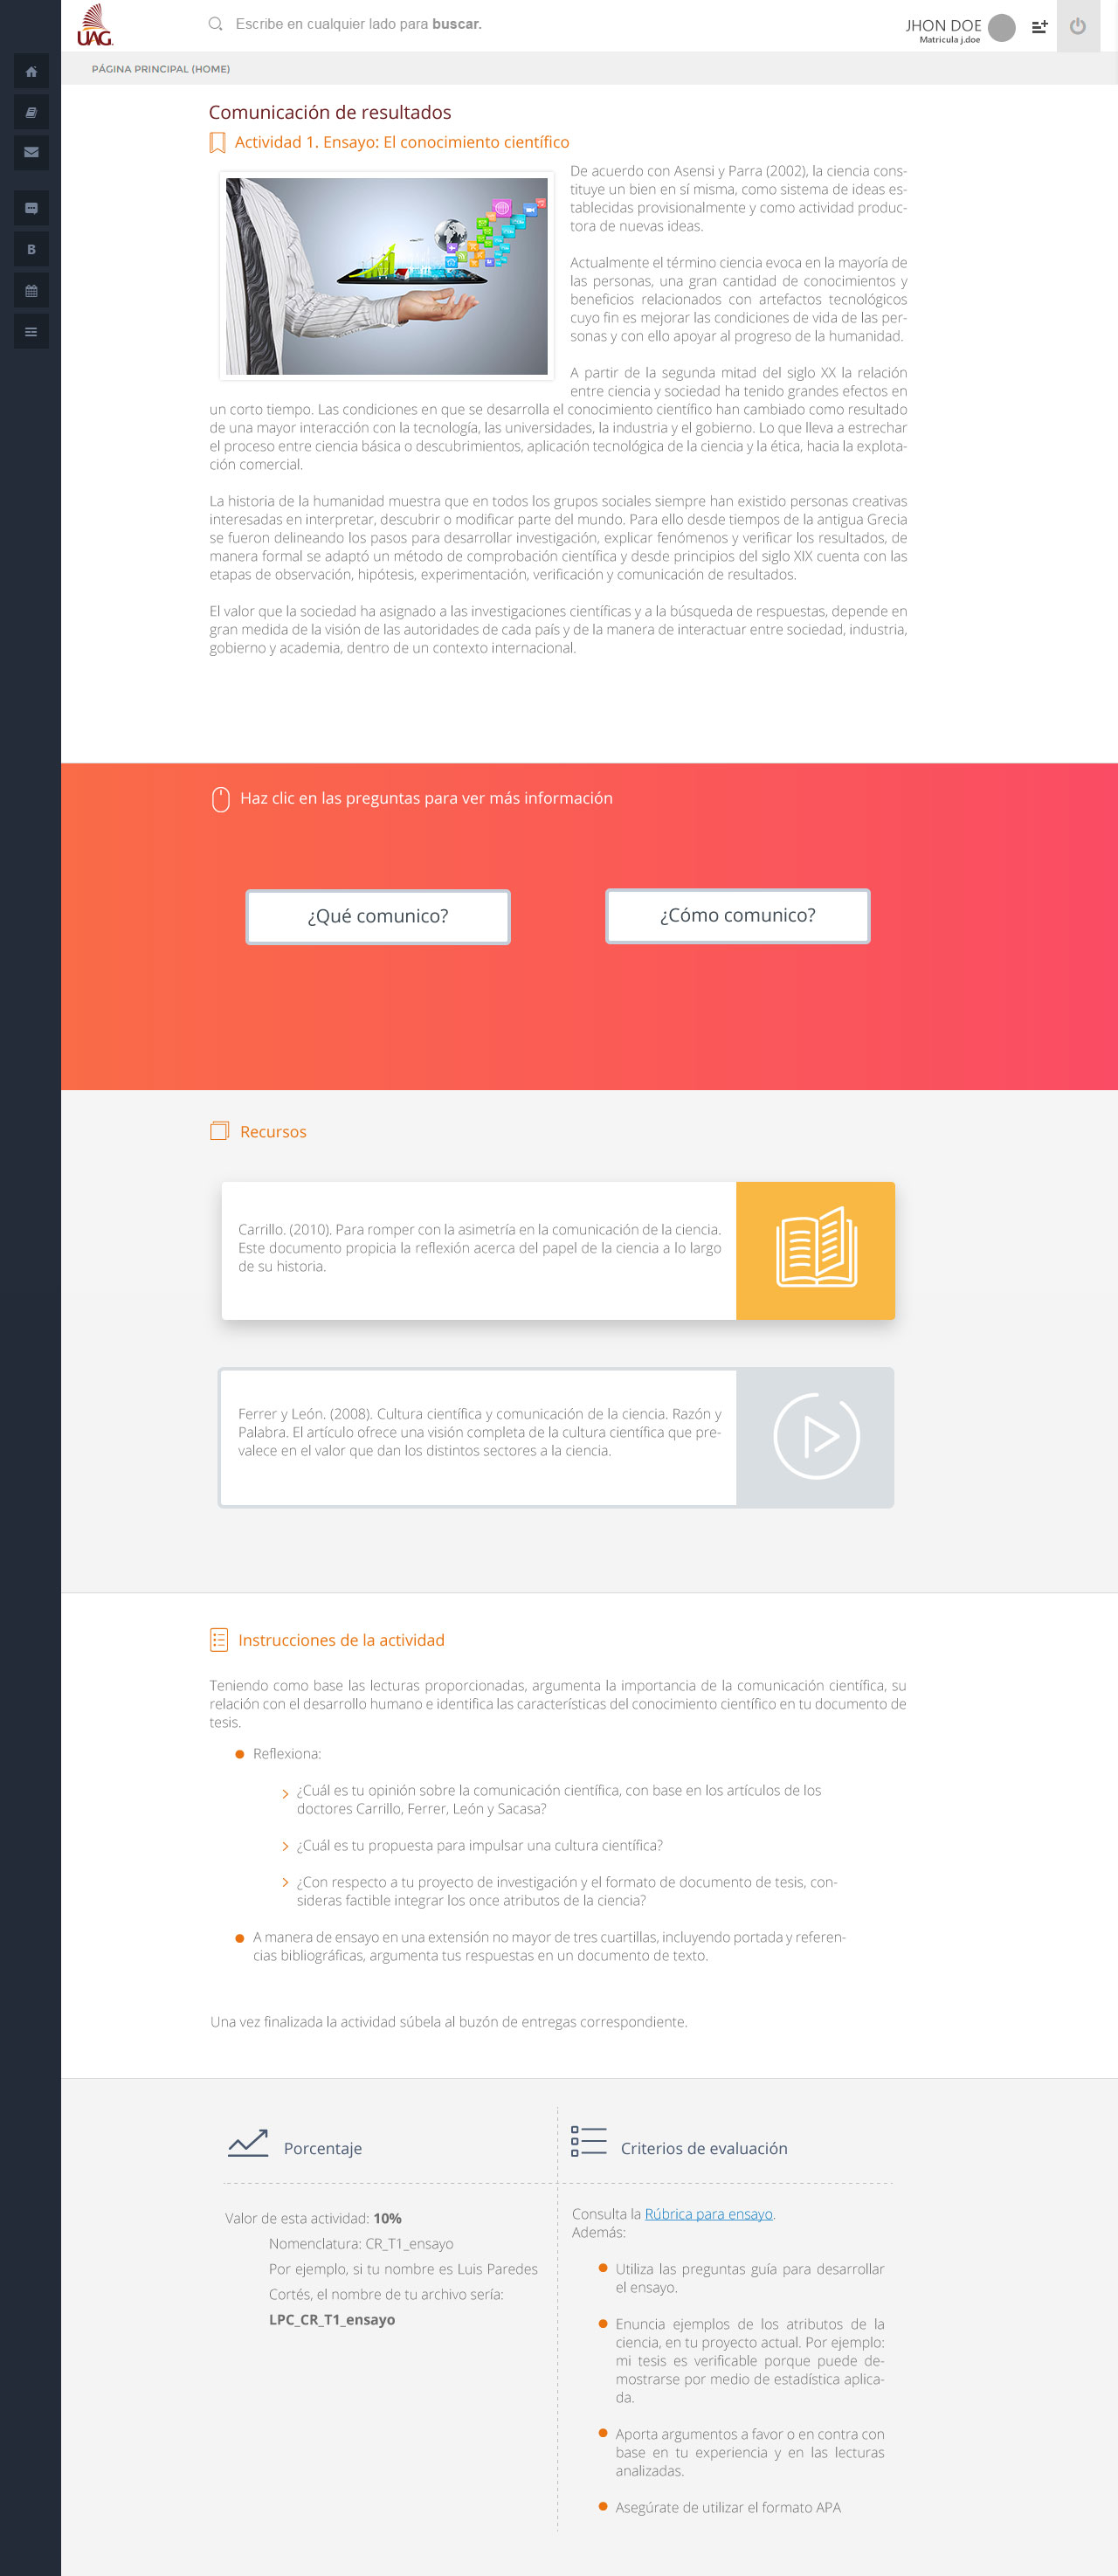 UAG.
Escribe en cualquier lado para buscar.
JHON DOE
Matricula j.doe
PÁGINA PRINCIPAL (HOME)
B
Comunicación de resultados
Actividad 1. Ensayo: El conocimiento científico
De acuerdo con Asensi y Parra (2002), la ciencia cons-
tituye un bien en sí misma, como sistema de ideas es-
tablecidas provisionalmente y como actividad produc-
tora de nuevas ideas.
Actualmente el término ciencia evoca en la mayoría de
las personas, una gran cantidad de conocimientos y
beneficios relacionados con artefactos tecnológicos
cuyo fin es mejorar las condiciones de vida de las per-
sonas y con ello apoyar al progreso de la humanidad.
A partir de la segunda mitad del siglo XX la relación
entre ciencia y sociedad ha tenido grandes efectos en
un corto tiempo. Las condiciones en que se desarrolla el conocimiento científico han cambiado como resultado
de una mayor interacción con la tecnología, las universidades, la industria y el gobierno. Lo que lleva a estrechar
el proceso entre ciencia básica o descubrimientos, aplicación tecnológica de la ciencia y la ética, hacia la explota-
ción comercial.
La historia de la humanidad muestra que en todos los grupos sociales siempre han existido personas creativas
interesadas en interpretar, descubrir o modificar parte del mundo. Para ello desde tiempos de la antigua Grecia
se fueron delineando los pasos para desarrollar investigación, explicar fenómenos y verificar los resultados, de
manera formal se adaptó un método de comprobación científica y desde principios del siglo XIX cuenta con las
etapas de observación, hipótesis, experimentación, verificación y comunicación de resultados.
El valor que la sociedad ha asignado a las investigaciones científicas y a la búsqueda de respuestas, depende en
gran medida de la visión de las autoridades de cada país y de la manera de interactuar entre sociedad, industria,
gobierno y academia, dentro de un contexto internacional.
Haz clic en las preguntas para ver más información
¿Qué comunico?
¿Cómo comunico?
Recursos
Carrillo. (2010). Para romper con la asimetría en la comunicación de la ciencia.
Este documento propicia la reflexión acerca del papel de la ciencia a lo largo
de su historia.
Ferrer y León. (2008). Cultura científica y comunicación de la ciencia. Razón y
Palabra. El artículo ofrece una visión completa de la cultura científica que pre-
valece en el valor que dan los distintos sectores a la ciencia.
Instrucciones de la actividad
Teniendo como base las lecturas proporcionadas, argumenta la importancia de la comunicación científica, su
relación con el desarrollo humano e identifica las características del conocimiento científico en tu documento de
tesis.
Reflexiona:
¿Cuál es tu opinión sobre la comunicación científica, con base en los artículos de los
doctores Carrillo, Ferrer, León y Sacasa?
¿Cuál es tu propuesta para impulsar una cultura científica?
¿Con respecto a tu proyecto de investigación y el formato de documento de tesis, con-
sideras factible integrar los once atributos de la ciencia?
A manera de ensayo en una extensión no mayor de tres cuartillas, incluyendo portada y referen-
cias bibliográficas, argumenta tus respuestas en un documento de texto.
Una vez finalizada la actividad súbela al buzón de entregas correspondiente.
Porcentaje
Valor de esta actividad: 10%
Nomenclatura: CR_T1_ensayo
Por ejemplo, si tu nombre es Luis Paredes
Cortés, el nombre de tu archivo sería:
LPC_CR_T1_ensayo
Criterios de evaluación
Consulta la Rúbrica para ensayo.
Además:
Utiliza las preguntas guía para desarrollar
el ensayo.
Enuncia ejemplos de los atributos de la
ciencia, en tu proyecto actual. Por ejemplo:
mi tesis es verificable porque puede de-
mostrarse por medio de estadística aplica-
da.
Aporta argumentos a favor o en contra con
base en tu experiencia y en las lecturas
analizadas.
Asegúrate de utilizar el formato APA